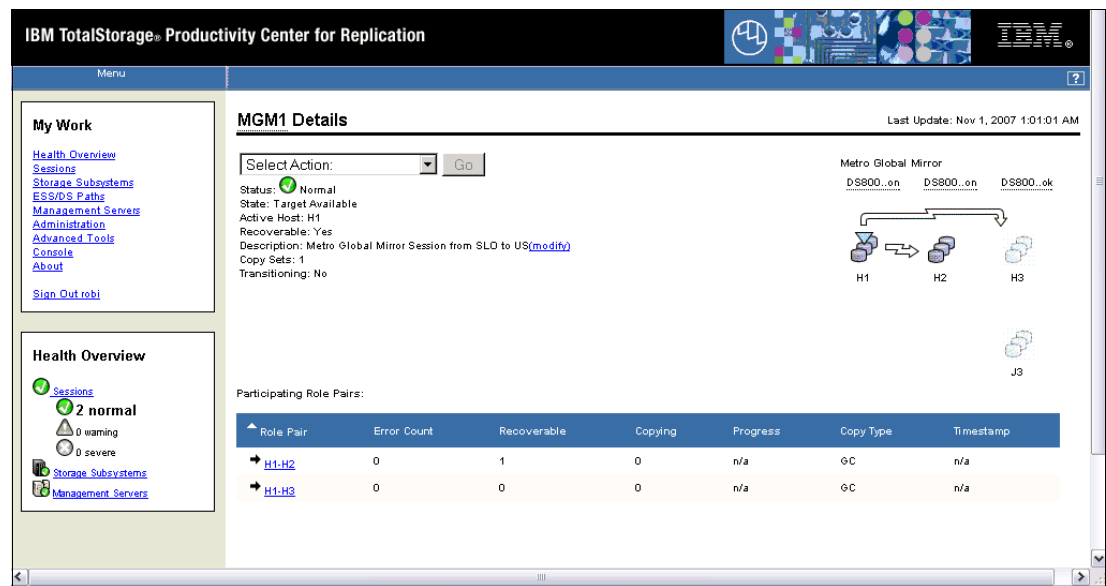 IBM TotalStorage® Productivity Center for Replication
IBM®
Menu
?
My Work
Health Overview
Sessions
Storage Subsystems
ESS/DS Paths
Management Servers
Administration
Advanced Tools
Console
About
Sign Out robi
Health Overview
Sessions
2 normal
0 warning
0 severe
Storage Subsystems
Management Servers
MGM1 Details
Last Update: Nov 1, 2007 1:01:01 AM
Select Action:
Go
Status: Normal
State: Target Available
Active Host: H1
Recoverable: Yes
Description: Metro Global Mirror Session from SLO to US(modify)
Copy Sets: 1
Transitioning: No
Metro Global Mirror
DS800..on DS800..on DS800..ok
H1 H2 H3
J3
Participating Role Pairs:
Role Pair Error Count Recoverable Copying Progress Copy Type Timestamp
H1-H2 0 1 0 n/a GC n/a
H1-H3 0 0 0 n/a GC n/a